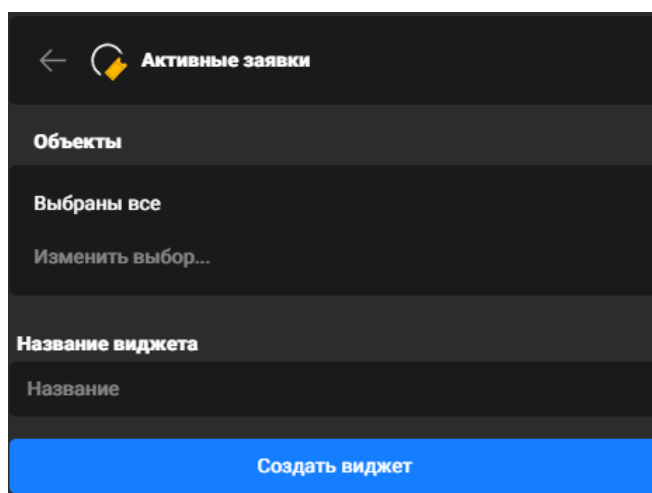 Активные заявки
Объекты
Выбраны все
Изменить выбор...
Название виджета
Название
Создать виджет